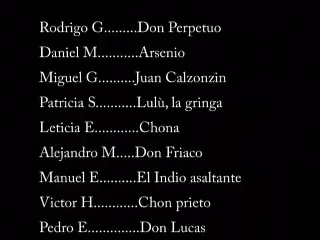 Rodrigo G.........Don Perpetuo
Daniel M...........Arsenio
Miguel G..........Juan Calzonzin
Patricia S...........Lulù, la gringa
Leticia E............Chona
Alejandro M.....Don Friaco
Manuel E..........El Indio asaltante
Victor H............Chon prieto
Pedro E..............Don Lucas